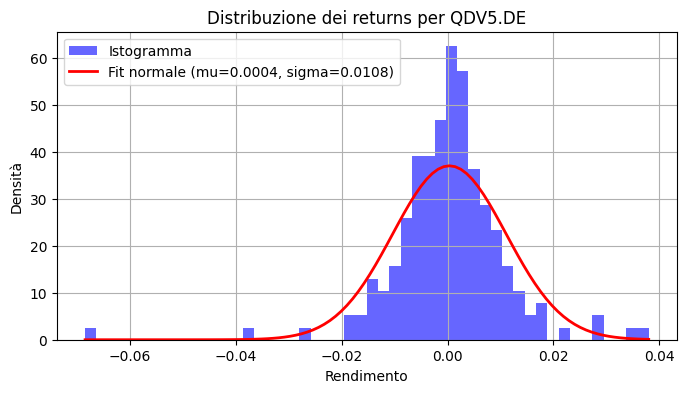 Distribuzione dei returns per QDV5.DE
Istogramma
Fit normale (mu=0.0004, sigma=0.0108)
Densità
60
50
40
30
20
10
0
−0.06
−0.04
−0.02
0.00
0.02
0.04
Rendimento